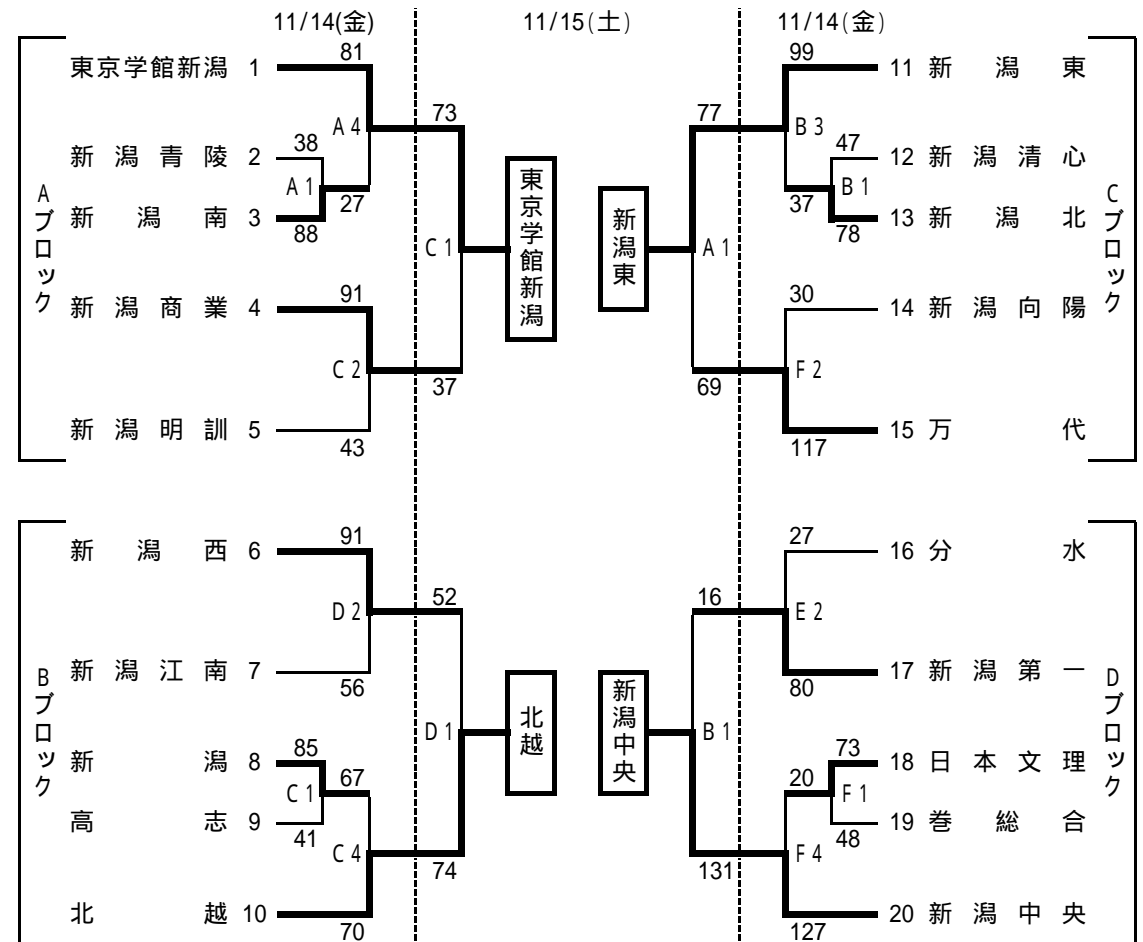 11/14(金) 11/15(土) 11/14(金)
Aブロック
東京学館新潟 1 81
新潟青陵 2 38
新潟南 3 88
A1 27
A4 73
新潟商業 4 91
新潟明訓 5 43
C2 37
C1
東京学館新潟
Bブロック
新潟西 6 91
新潟江南 7 56
D2 52
新潟 8 85
高志 9 41
C1 67
北越 10 70
C4 74
D1
北越
Cブロック
99 11 新潟東
47 12 新潟清心
78 13 新潟北
B1 37
B3 77
30 14 新潟向陽
117 15 万代
F2 69
A1
新潟東
Dブロック
27 16 分水
80 17 新潟第一
E2 16
73 18 日本文理
48 19 巻総合
F1 20
127 20 新潟中央
F4 131
B1
新潟中央